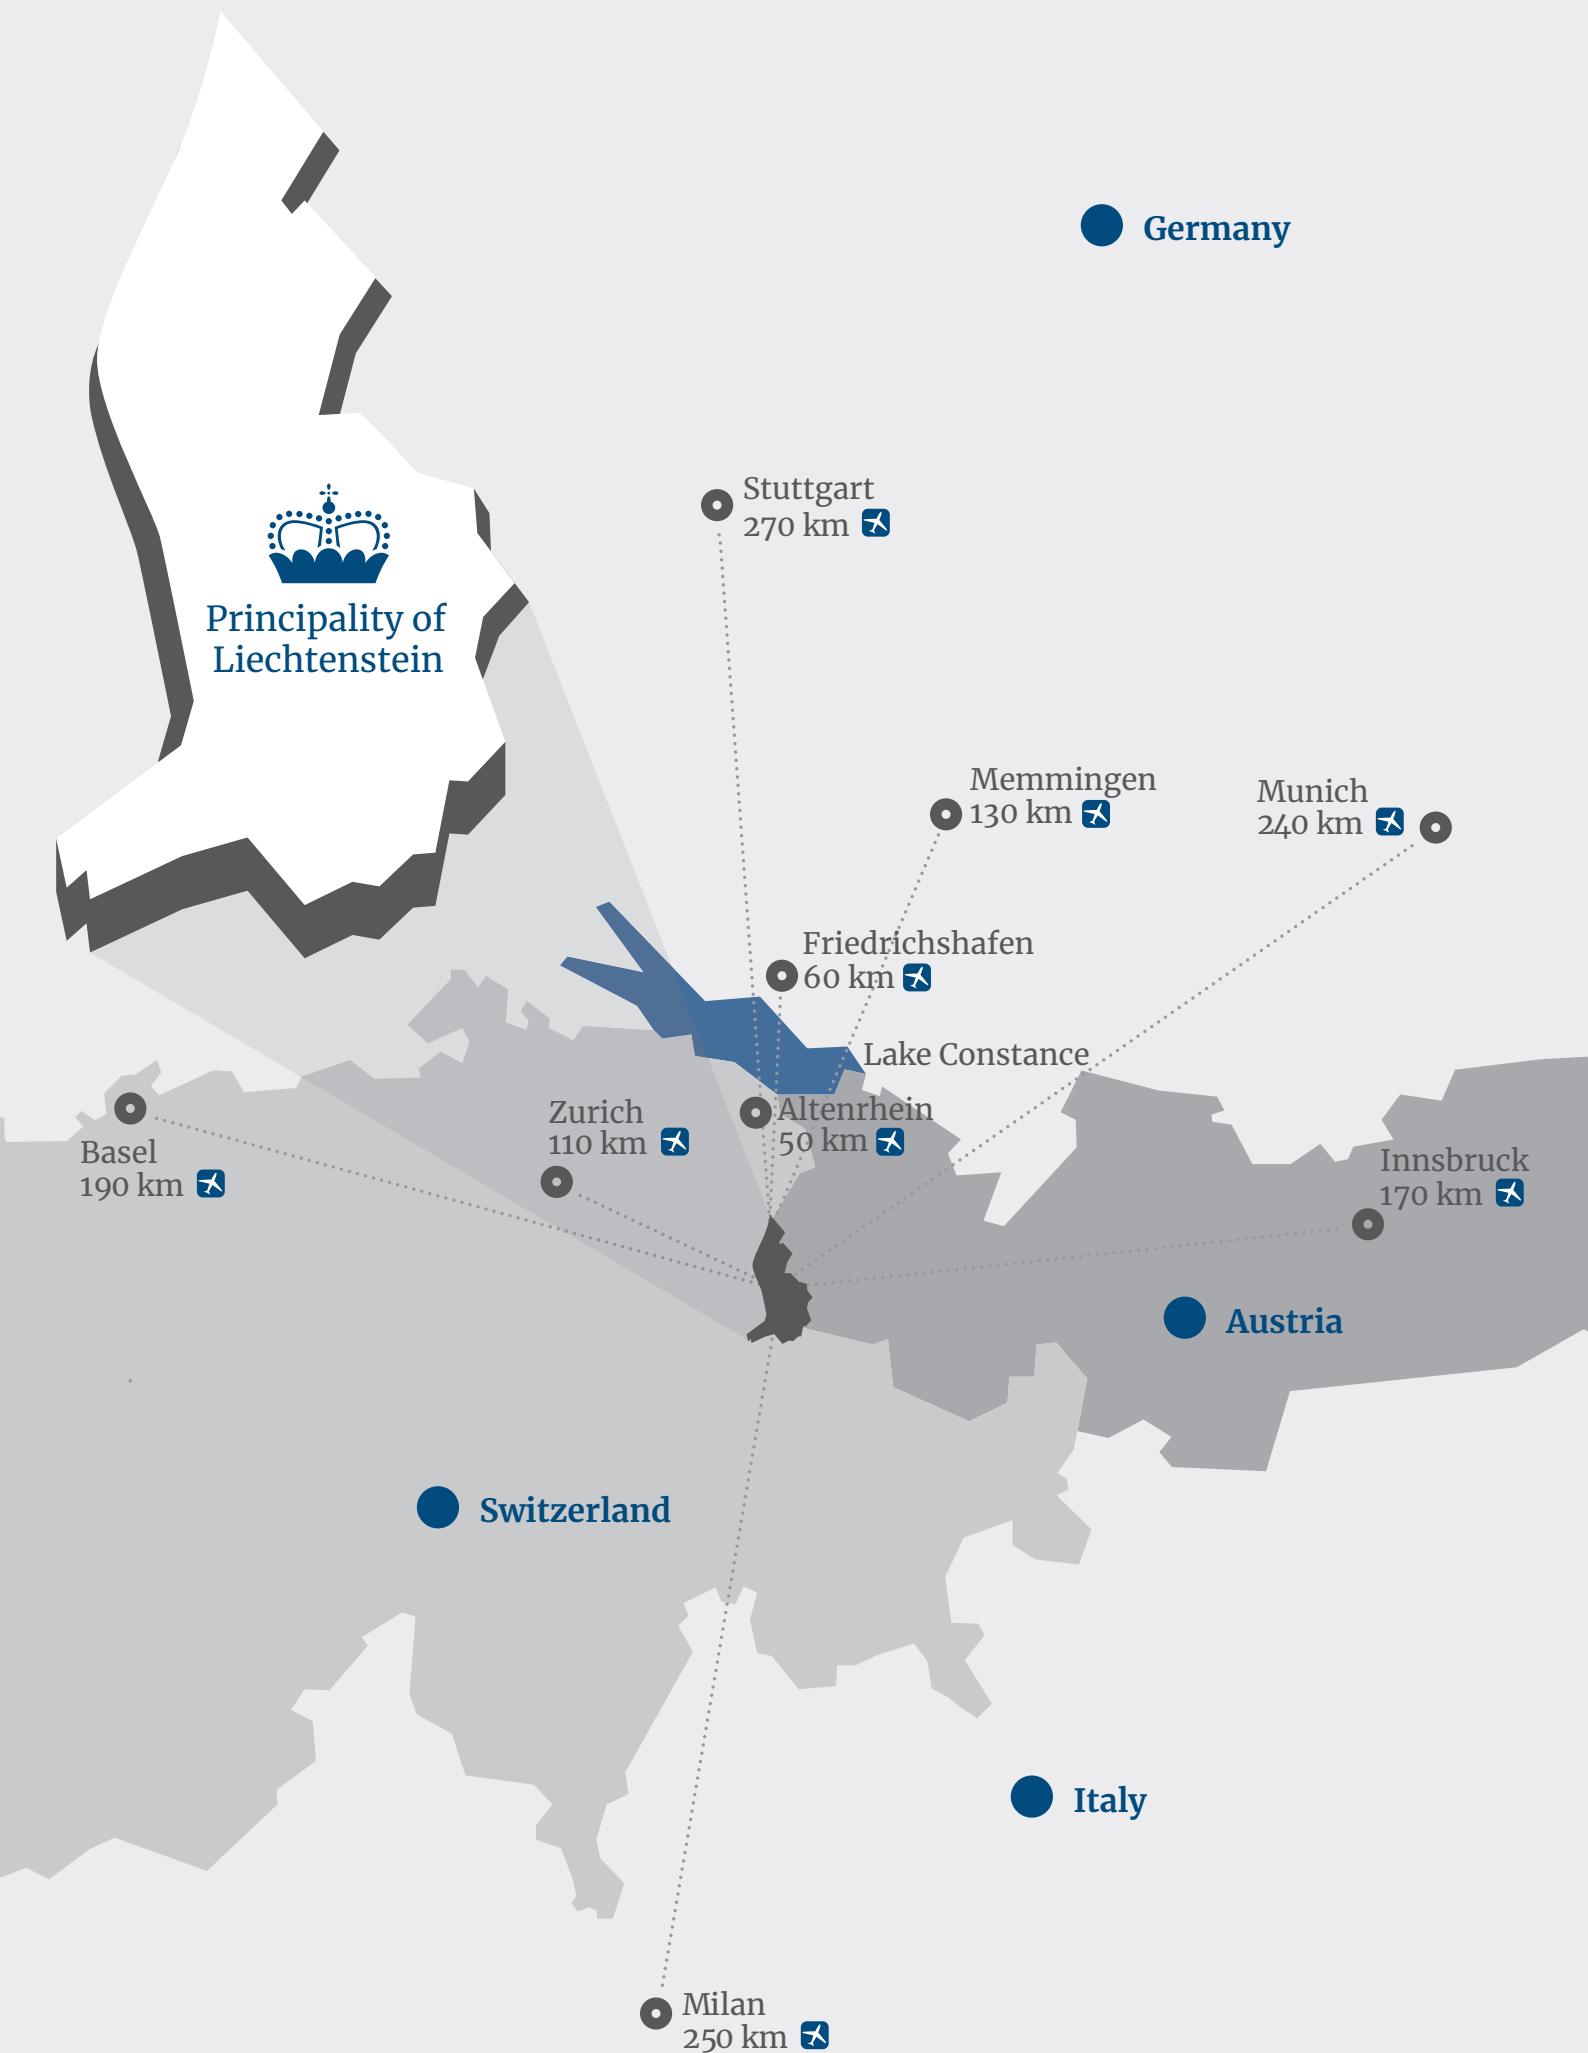 Germany
Stuttgart
270 km
Principality of
Liechtenstein
Memmingen
130 km
Munich
240 km
Friedrichshafen
60 km
Lake Constance
Zurich
110 km
Altenrhein
50 km
Basel
190 km
Innsbruck
170 km
Austria
Switzerland
Italy
Milan
250 km